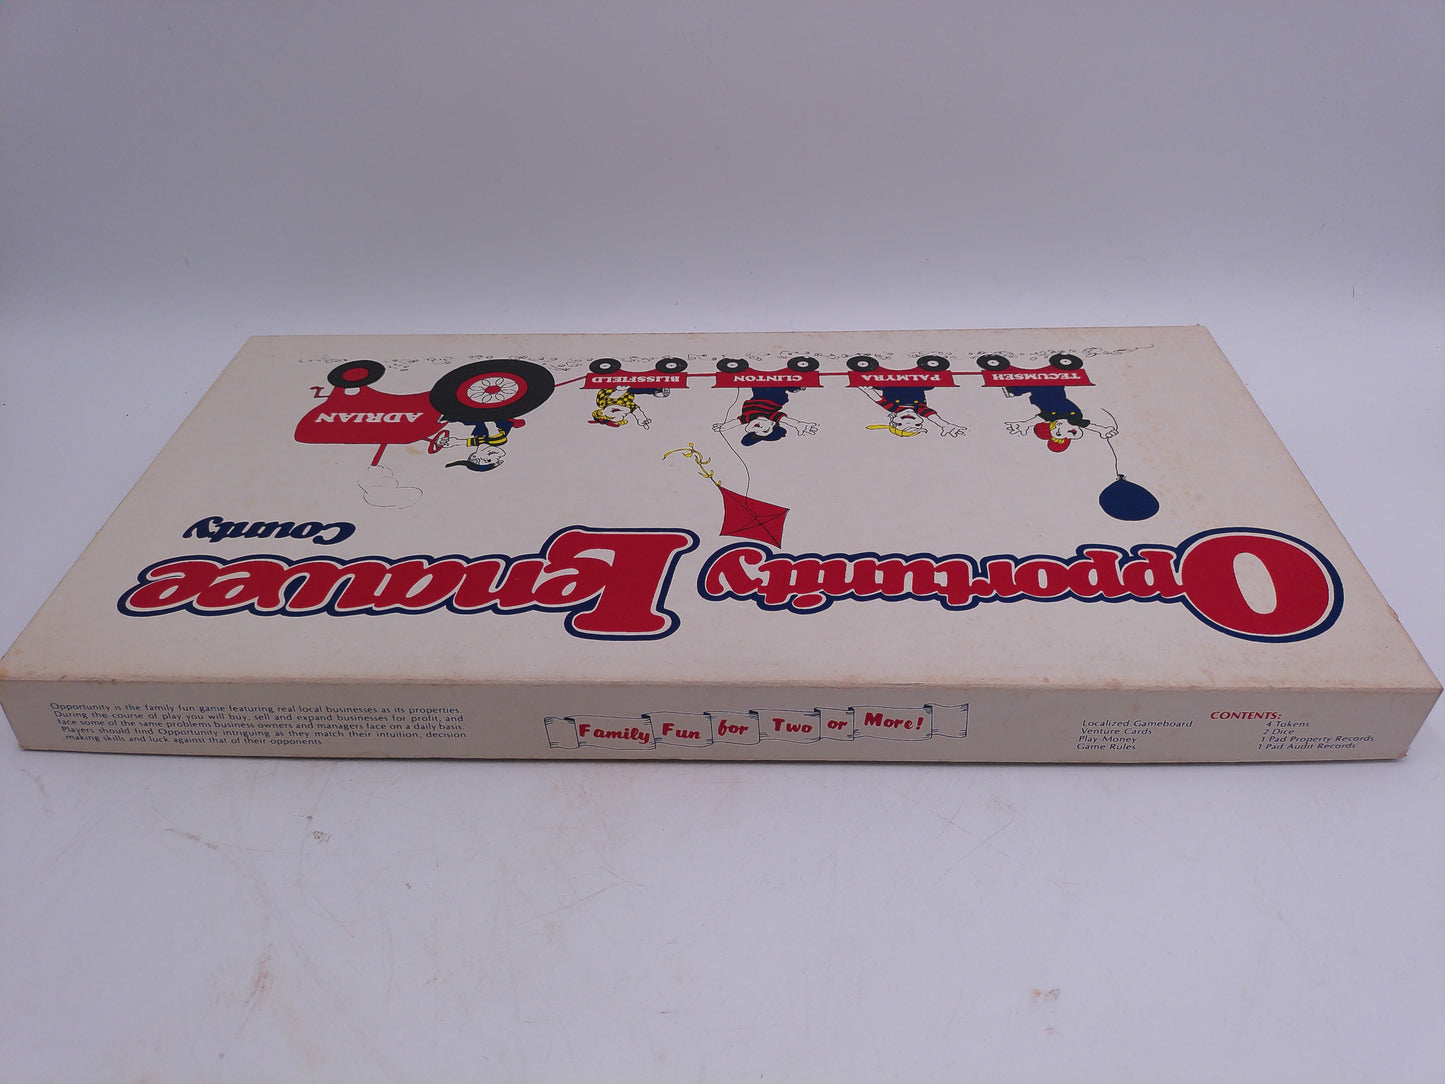 Opportunity Lenawee
County
ADRIAN
BLISSFIELD
CLINTON
PALMYRA
TECUMSEH
Opportunity is the family fun game featuring real local businesses as its properties.
During the course of play you will buy, sell and expand businesses for profit, and
face some of the same problems business owners and managers face on a daily basis.
Players should find Opportunity intriguing as they match their intuition, decision
making skills and luck against that of their opponents.
Family Fun for Two or More!
CONTENTS:
Localized Gameboard
Venture Cards
Play Money
Game Rules
4 Tokens
2 Dice
1 Pad Property Records
1 Pad Audit Records